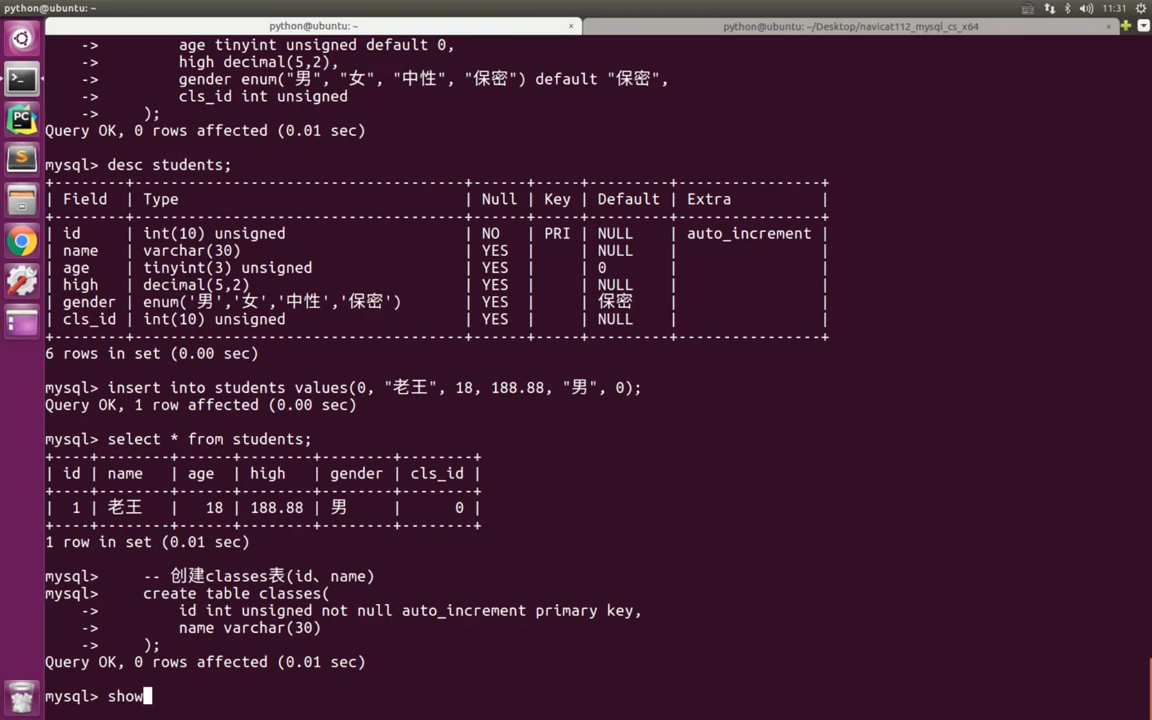 python@ubuntu: ~
11:31
python@ubuntu: ~
×
python@ubuntu: ~/Desktop/navicat112_mysql_cs_x64
×
    ->         age tinyint unsigned default 0,
    ->         high decimal(5,2),
    ->         gender enum("男", "女", "中性", "保密") default "保密",
    ->         cls_id int unsigned
    ->     );
Query OK, 0 rows affected (0.01 sec)
mysql> desc students;
+--------+-------------------------------------+------+-----+---------+----------------+
| Field  | Type                                | Null | Key | Default | Extra          |
+--------+-------------------------------------+------+-----+---------+----------------+
| id     | int(10) unsigned                    | NO   | PRI | NULL    | auto_increment |
| name   | varchar(30)                         | YES  |     | NULL    |                |
| age    | tinyint(3) unsigned                 | YES  |     | 0       |                |
| high   | decimal(5,2)                        | YES  |     | NULL    |                |
| gender | enum('男','女','中性','保密')       | YES  |     | 保密    |                |
| cls_id | int(10) unsigned                    | YES  |     | NULL    |                |
+--------+-------------------------------------+------+-----+---------+----------------+
6 rows in set (0.00 sec)
mysql> insert into students values(0, "老王", 18, 188.88, "男", 0);
Query OK, 1 row affected (0.00 sec)
mysql> select * from students;
+----+--------+------+--------+--------+--------+
| id | name   | age  | high   | gender | cls_id |
+----+--------+------+--------+--------+--------+
|  1 | 老王   |   18 | 188.88 | 男     |      0 |
+----+--------+------+--------+--------+--------+
1 row in set (0.01 sec)
mysql>     -- 创建classes表(id、name)
mysql>     create table classes(
    ->         id int unsigned not null auto_increment primary key,
    ->         name varchar(30)
    ->     );
Query OK, 0 rows affected (0.01 sec)
mysql> show